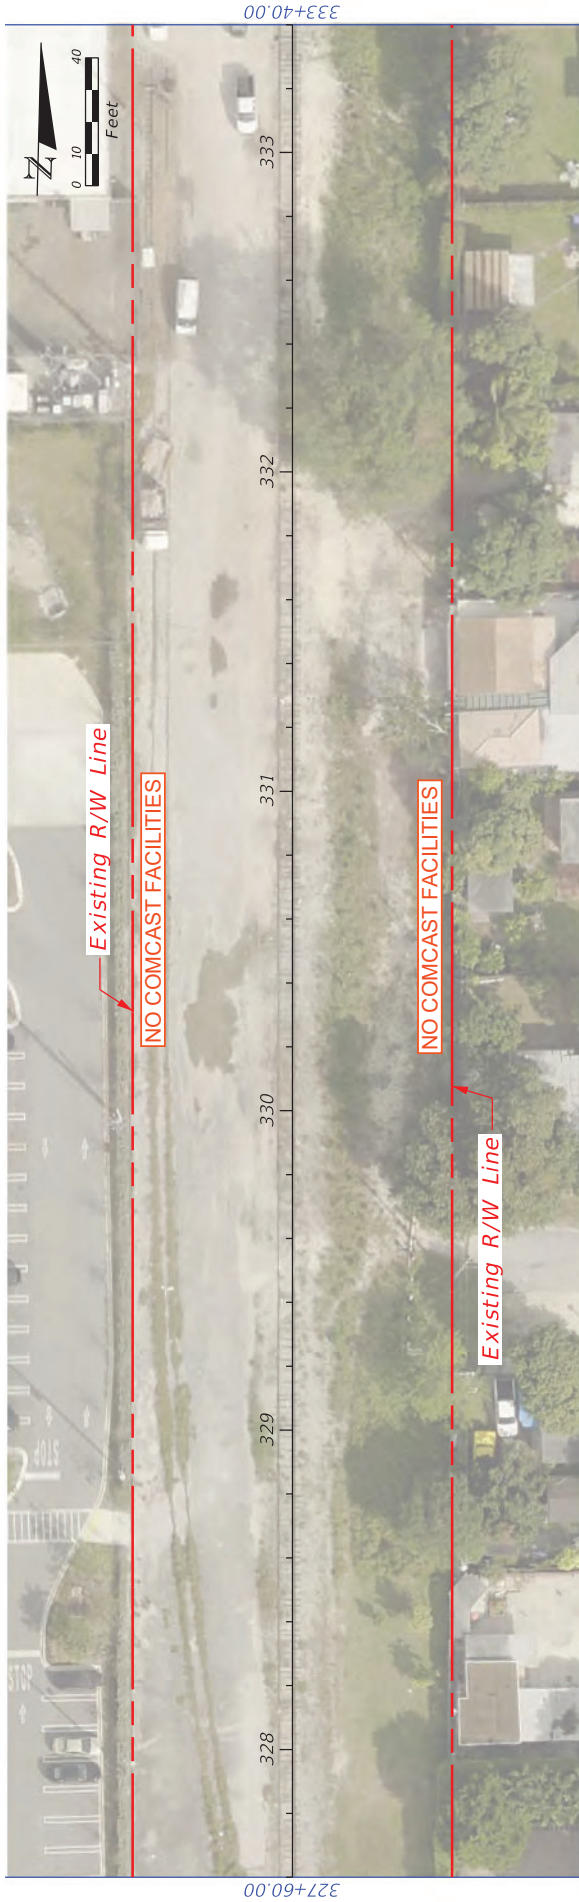 333+40.00
N
0 10 40
Feet
333
332
331
330
329
328
Existing R/W Line
NO COMCAST FACILITIES
NO COMCAST FACILITIES
Existing R/W Line
STOP
STOP
327+60.00